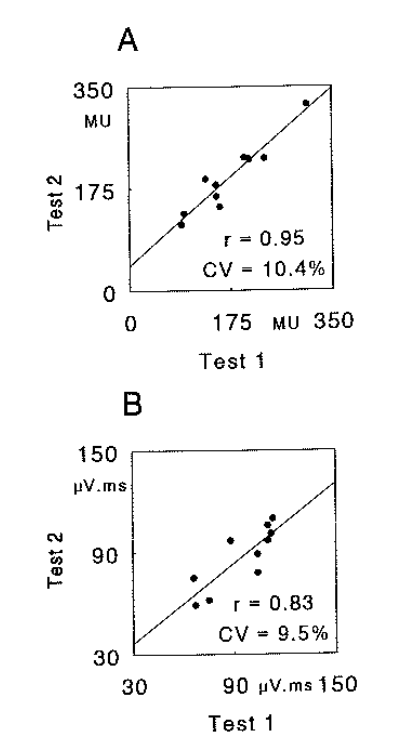 A
350
MU
175
Test 2
r = 0.95
CV = 10.4%
0
0 175 MU 350
Test 1
B
150
µV.ms
90
Test 2
r = 0.83
CV = 9.5%
30
30 90 µV.ms 150
Test 1